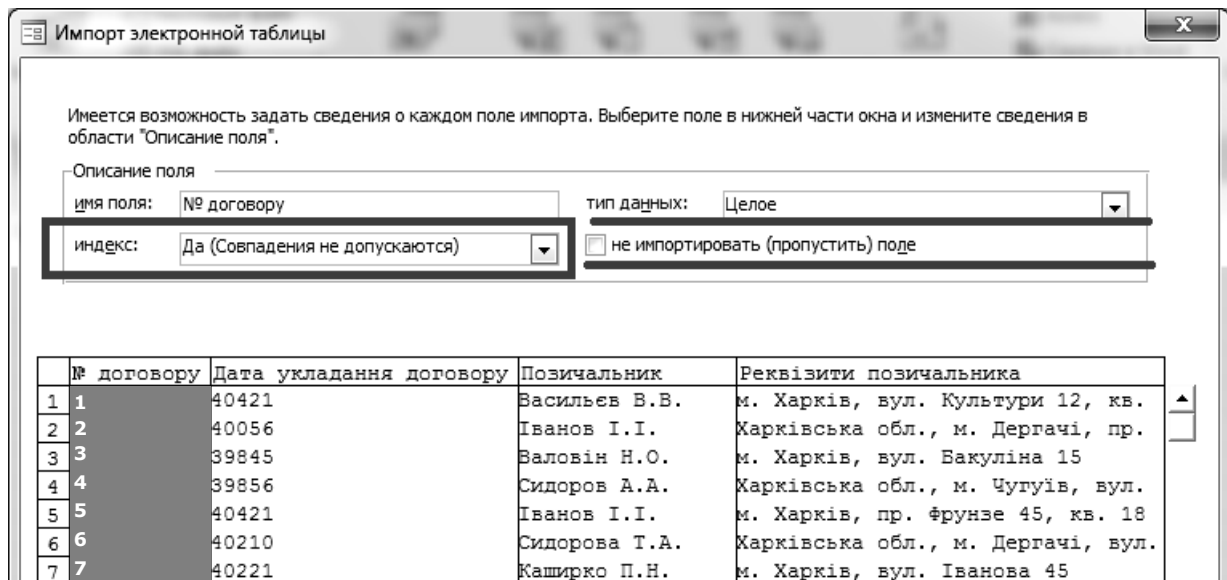 Импорт электронной таблицы
x
Имеется возможность задать сведения о каждом поле импорта. Выберите поле в нижней части окна и измените сведения в
области "Описание поля".
Описание поля
имя поля: № договору тип данных: Целое
индекс: Да (Совпадения не допускаются) не импортировать (пропустить) поле
№ договору Дата укладання договору Позичальник Реквізити позичальника
1 1 40421 Васильєв В.В. м. Харків, вул. Культури 12, кв.
2 2 40056 Іванов І.І. Харківська обл., м. Дергачі, пр.
3 3 39845 Валовін Н.О. м. Харків, вул. Бакуліна 15
4 4 39856 Сидоров А.А. Харківська обл., м. Чугуїв, вул.
5 5 40421 Іванов І.І. м. Харків, пр. Фрунзе 45, кв. 18
6 6 40210 Сидорова Т.А. Харківська обл., м. Дергачі, вул.
7 7 40221 Каширко П.Н. м. Харків, вул. Іванова 45